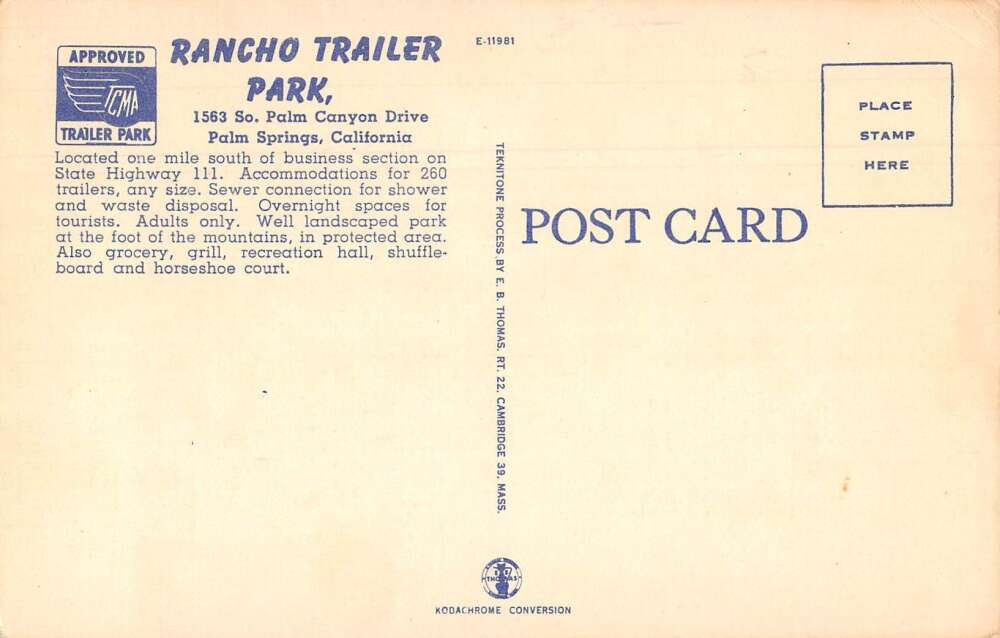 APPROVED
TCMA
TRAILER PARK
RANCHO TRAILER
PARK,
1563 So. Palm Canyon Drive
Palm Springs, California
Located one mile south of business section on
State Highway 111. Accommodations for 260
trailers, any size. Sewer connection for shower
and waste disposal. Overnight spaces for
tourists. Adults only. Well landscaped park
at the foot of the mountains, in protected area.
Also grocery, grill, recreation hall, shuffle-
board and horseshoe court.
E-11981
TEKNITONE PROCESS BY E. B. THOMAS, RT. 22, CAMBRIDGE 39, MASS.
POST CARD
PLACE
STAMP
HERE
THOMAS
KODACHROME CONVERSION